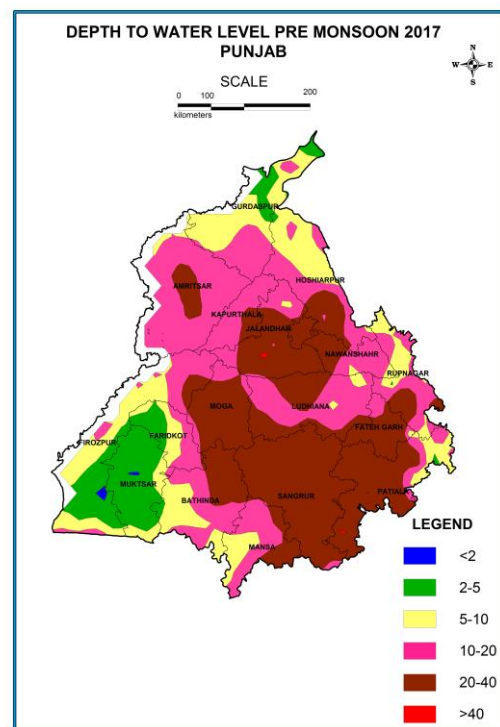 DEPTH TO WATER LEVEL PRE MONSOON 2017
PUNJAB
N
W E
S
SCALE
0 100 200
kilometers
GURDASPUR
HOSHIARPUR
AMRITSAR
KAPURTHALA
JALANDHAR
NAWANSHAHR
RUPNAGAR
MOGA
LUDHIANA
FATEH GARH
FIROZPUR
FARIDKOT
MUKTSAR
BATHINDA
SANGRUR
PATIALA
MANSA
LEGEND
<2
2-5
5-10
10-20
20-40
>40